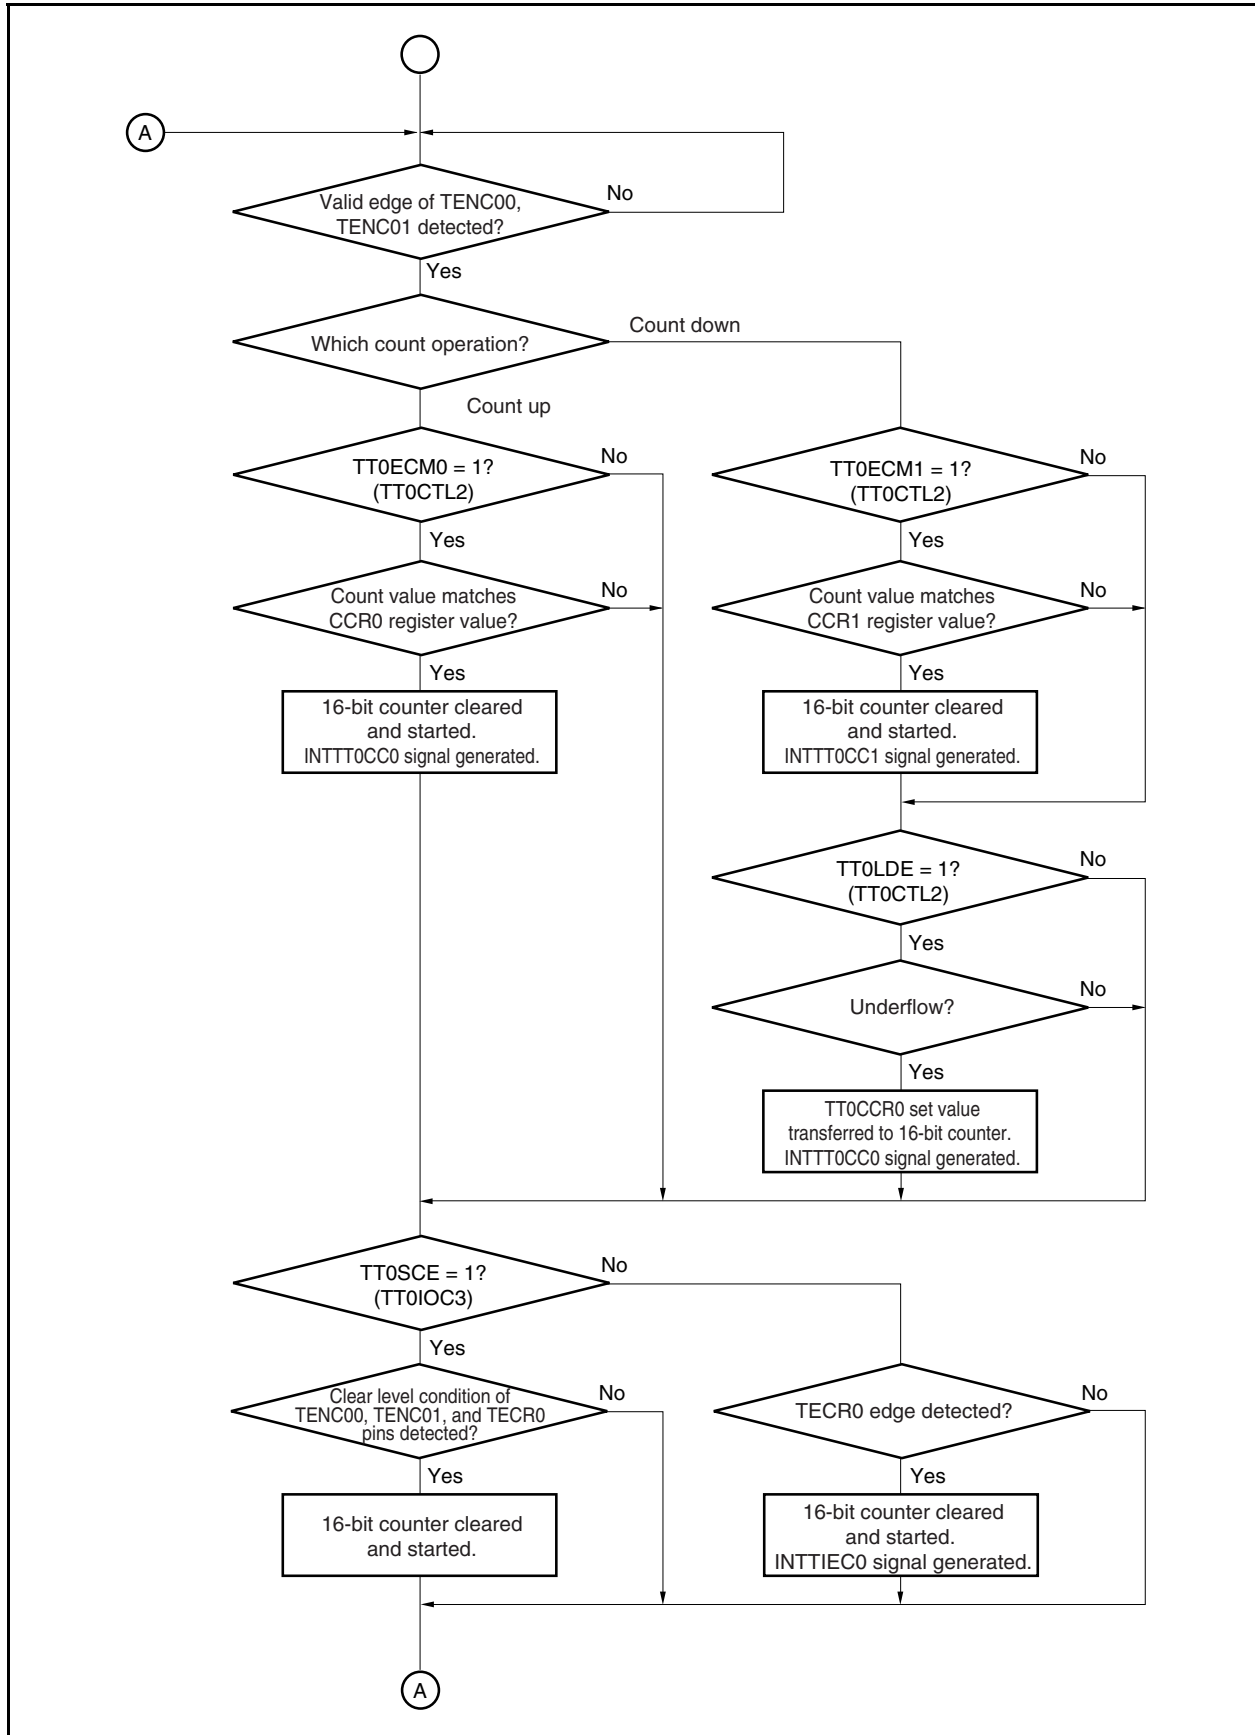 A
Valid edge of TENC00,
TENC01 detected?
No
Yes
Which count operation?
Count down
Count up
TT0ECM0 = 1?
(TT0CTL2)
No
TT0ECM1 = 1?
(TT0CTL2)
No
Yes
Yes
Count value matches
CCR0 register value?
No
Count value matches
CCR1 register value?
No
Yes
Yes
16-bit counter cleared
and started.
INTTT0CC0 signal generated.
16-bit counter cleared
and started.
INTTT0CC1 signal generated.
TT0LDE = 1?
(TT0CTL2)
No
Yes
Underflow?
No
Yes
TT0CCR0 set value
transferred to 16-bit counter.
INTTT0CC0 signal generated.
TT0SCE = 1?
(TT0IOC3)
No
Yes
Clear level condition of
TENC00, TENC01, and TECR0
pins detected?
No
TECR0 edge detected?
No
Yes
Yes
16-bit counter cleared
and started.
16-bit counter cleared
and started.
INTTIEC0 signal generated.
A